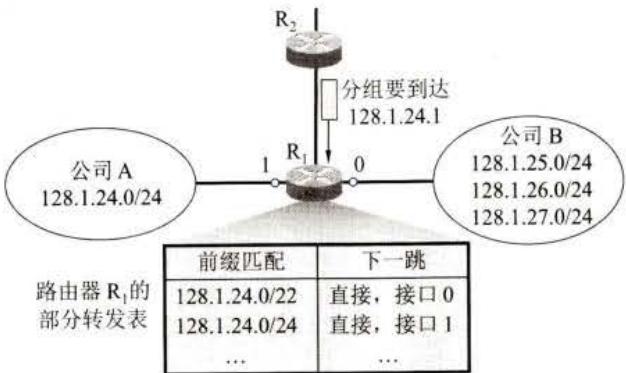 R₂
分组要到达
128.1.24.1
公司 A
128.1.24.0/24
1
R₁
0
公司 B
128.1.25.0/24
128.1.26.0/24
128.1.27.0/24
路由器 R₁的
部分转发表
前缀匹配 下一跳
128.1.24.0/22 直接，接口 0
128.1.24.0/24 直接，接口 1
… …